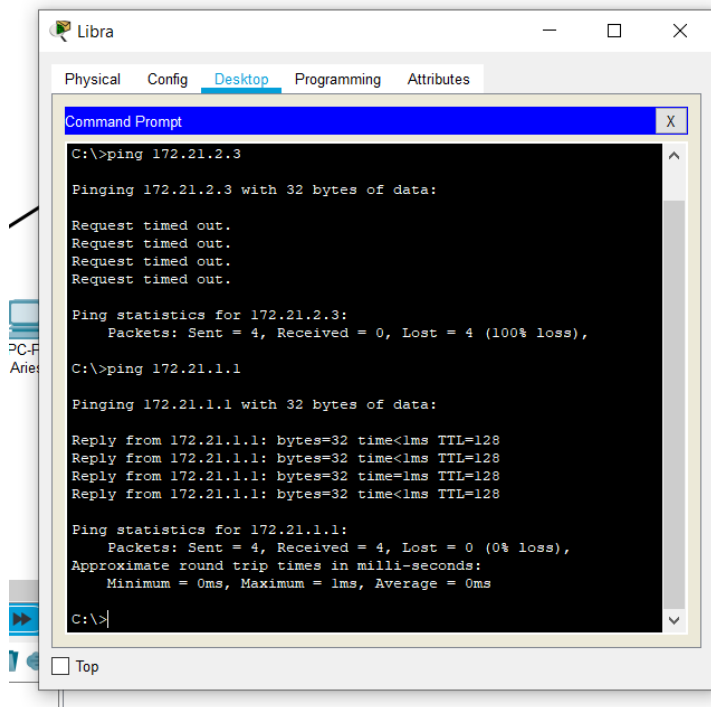 Libra
Physical Config Desktop Programming Attributes
Command Prompt X
C:\>ping 172.21.2.3
Pinging 172.21.2.3 with 32 bytes of data:
Request timed out.
Request timed out.
Request timed out.
Request timed out.
Ping statistics for 172.21.2.3:
Packets: Sent = 4, Received = 0, Lost = 4 (100% loss),
C:\>ping 172.21.1.1
Pinging 172.21.1.1 with 32 bytes of data:
Reply from 172.21.1.1: bytes=32 time<1ms TTL=128
Reply from 172.21.1.1: bytes=32 time<1ms TTL=128
Reply from 172.21.1.1: bytes=32 time=1ms TTL=128
Reply from 172.21.1.1: bytes=32 time<1ms TTL=128
Ping statistics for 172.21.1.1:
Packets: Sent = 4, Received = 4, Lost = 0 (0% loss),
Approximate round trip times in milli-seconds:
Minimum = 0ms, Maximum = 1ms, Average = 0ms
C:\>
Top
PC-P
Aries